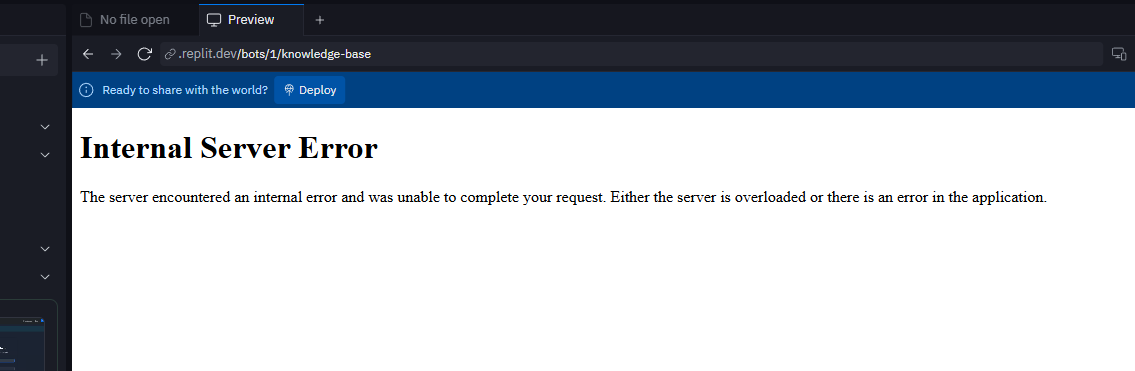 No file open
Preview
.replit.dev/bots/1/knowledge-base
Ready to share with the world?
Deploy
Internal Server Error
The server encountered an internal error and was unable to complete your request. Either the server is overloaded or there is an error in the application.